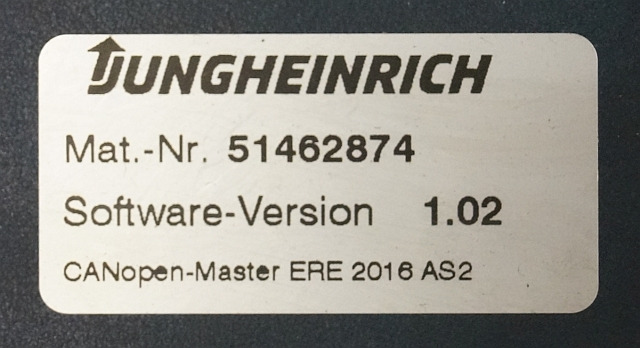 JUNGHEINRICH
Mat.-Nr. 51462874
Software-Version 1.02
CANopen-Master ERE 2016 AS2